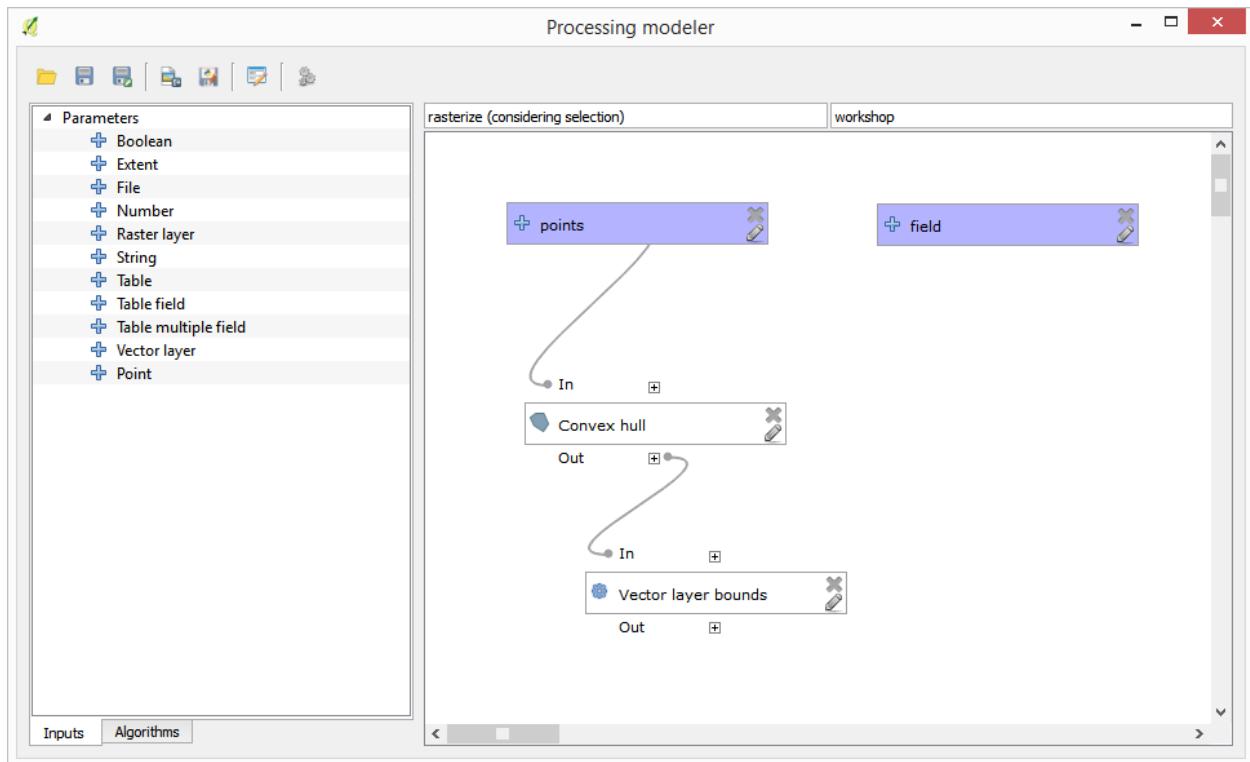 Processing modeler
Parameters
Boolean
Extent
File
Number
Raster layer
String
Table
Table field
Table multiple field
Vector layer
Point
Inputs
Algorithms
rasterize (considering selection)
workshop
points
field
In
Convex hull
Out
In
Vector layer bounds
Out